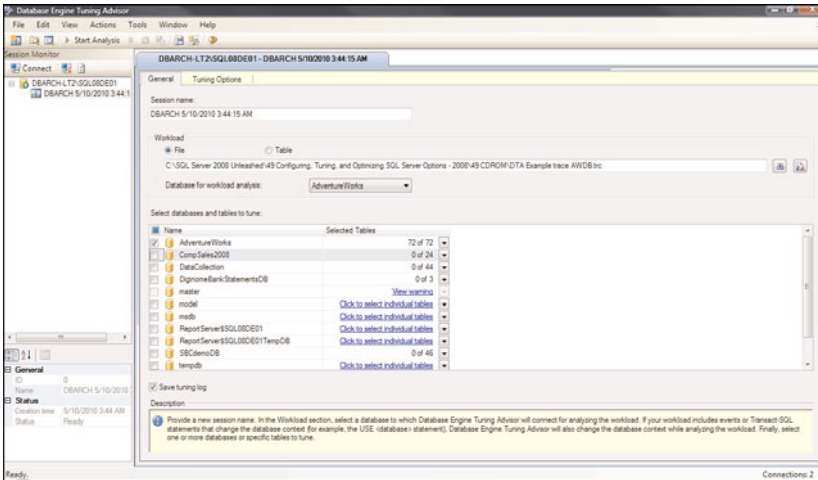 Database Engine Tuning Advisor
File Edit View Actions Tools Window Help
Start Analysis
Session Monitor
Connect
DBARCH-LT2\SQL08DE01
DBARCH 5/10/2010 3:44:1
DBARCH-LT2\SQL08DE01 - DBARCH 5/10/2010 3:44:15 AM
General Tuning Options
Session name:
DBARCH 5/10/2010 3:44:15 AM
Workload
File Table
C:\SQL Server 2008 Unleashed\49 Configuring, Tuning, and Optimizing SQL Server Options - 2008\49 CDROM\DTA Example trace AWDB.trc
Database for workload analysis: AdventureWorks
Select databases and tables to tune:
Name Selected Tables
AdventureWorks 72 of 72
CompSales2008 0 of 24
DataCollection 0 of 44
DiginomeBankStatementsDB 0 of 3
master View warning
model Click to select individual tables
msdb Click to select individual tables
ReportServer$SQL08DE01 Click to select individual tables
ReportServer$SQL08DE01TempDB Click to select individual tables
SBCdemoDB 0 of 46
tempdb Click to select individual tables
Save tuning log
Description
Provide a new session name. In the Workload section, select a database to which Database Engine Tuning Advisor will connect for analyzing the workload. If your workload includes events or Transact-SQL
statements that change the database context (for example, the USE <database> statement), Database Engine Tuning Advisor will also change the database context while analyzing the workload. Finally, select
one or more databases or specific tables to tune.
General
ID 0
Name DBARCH 5/10/2010
Status
Creation time 5/10/2010 3:44 AM
Status Ready
Ready.
Connections: 2